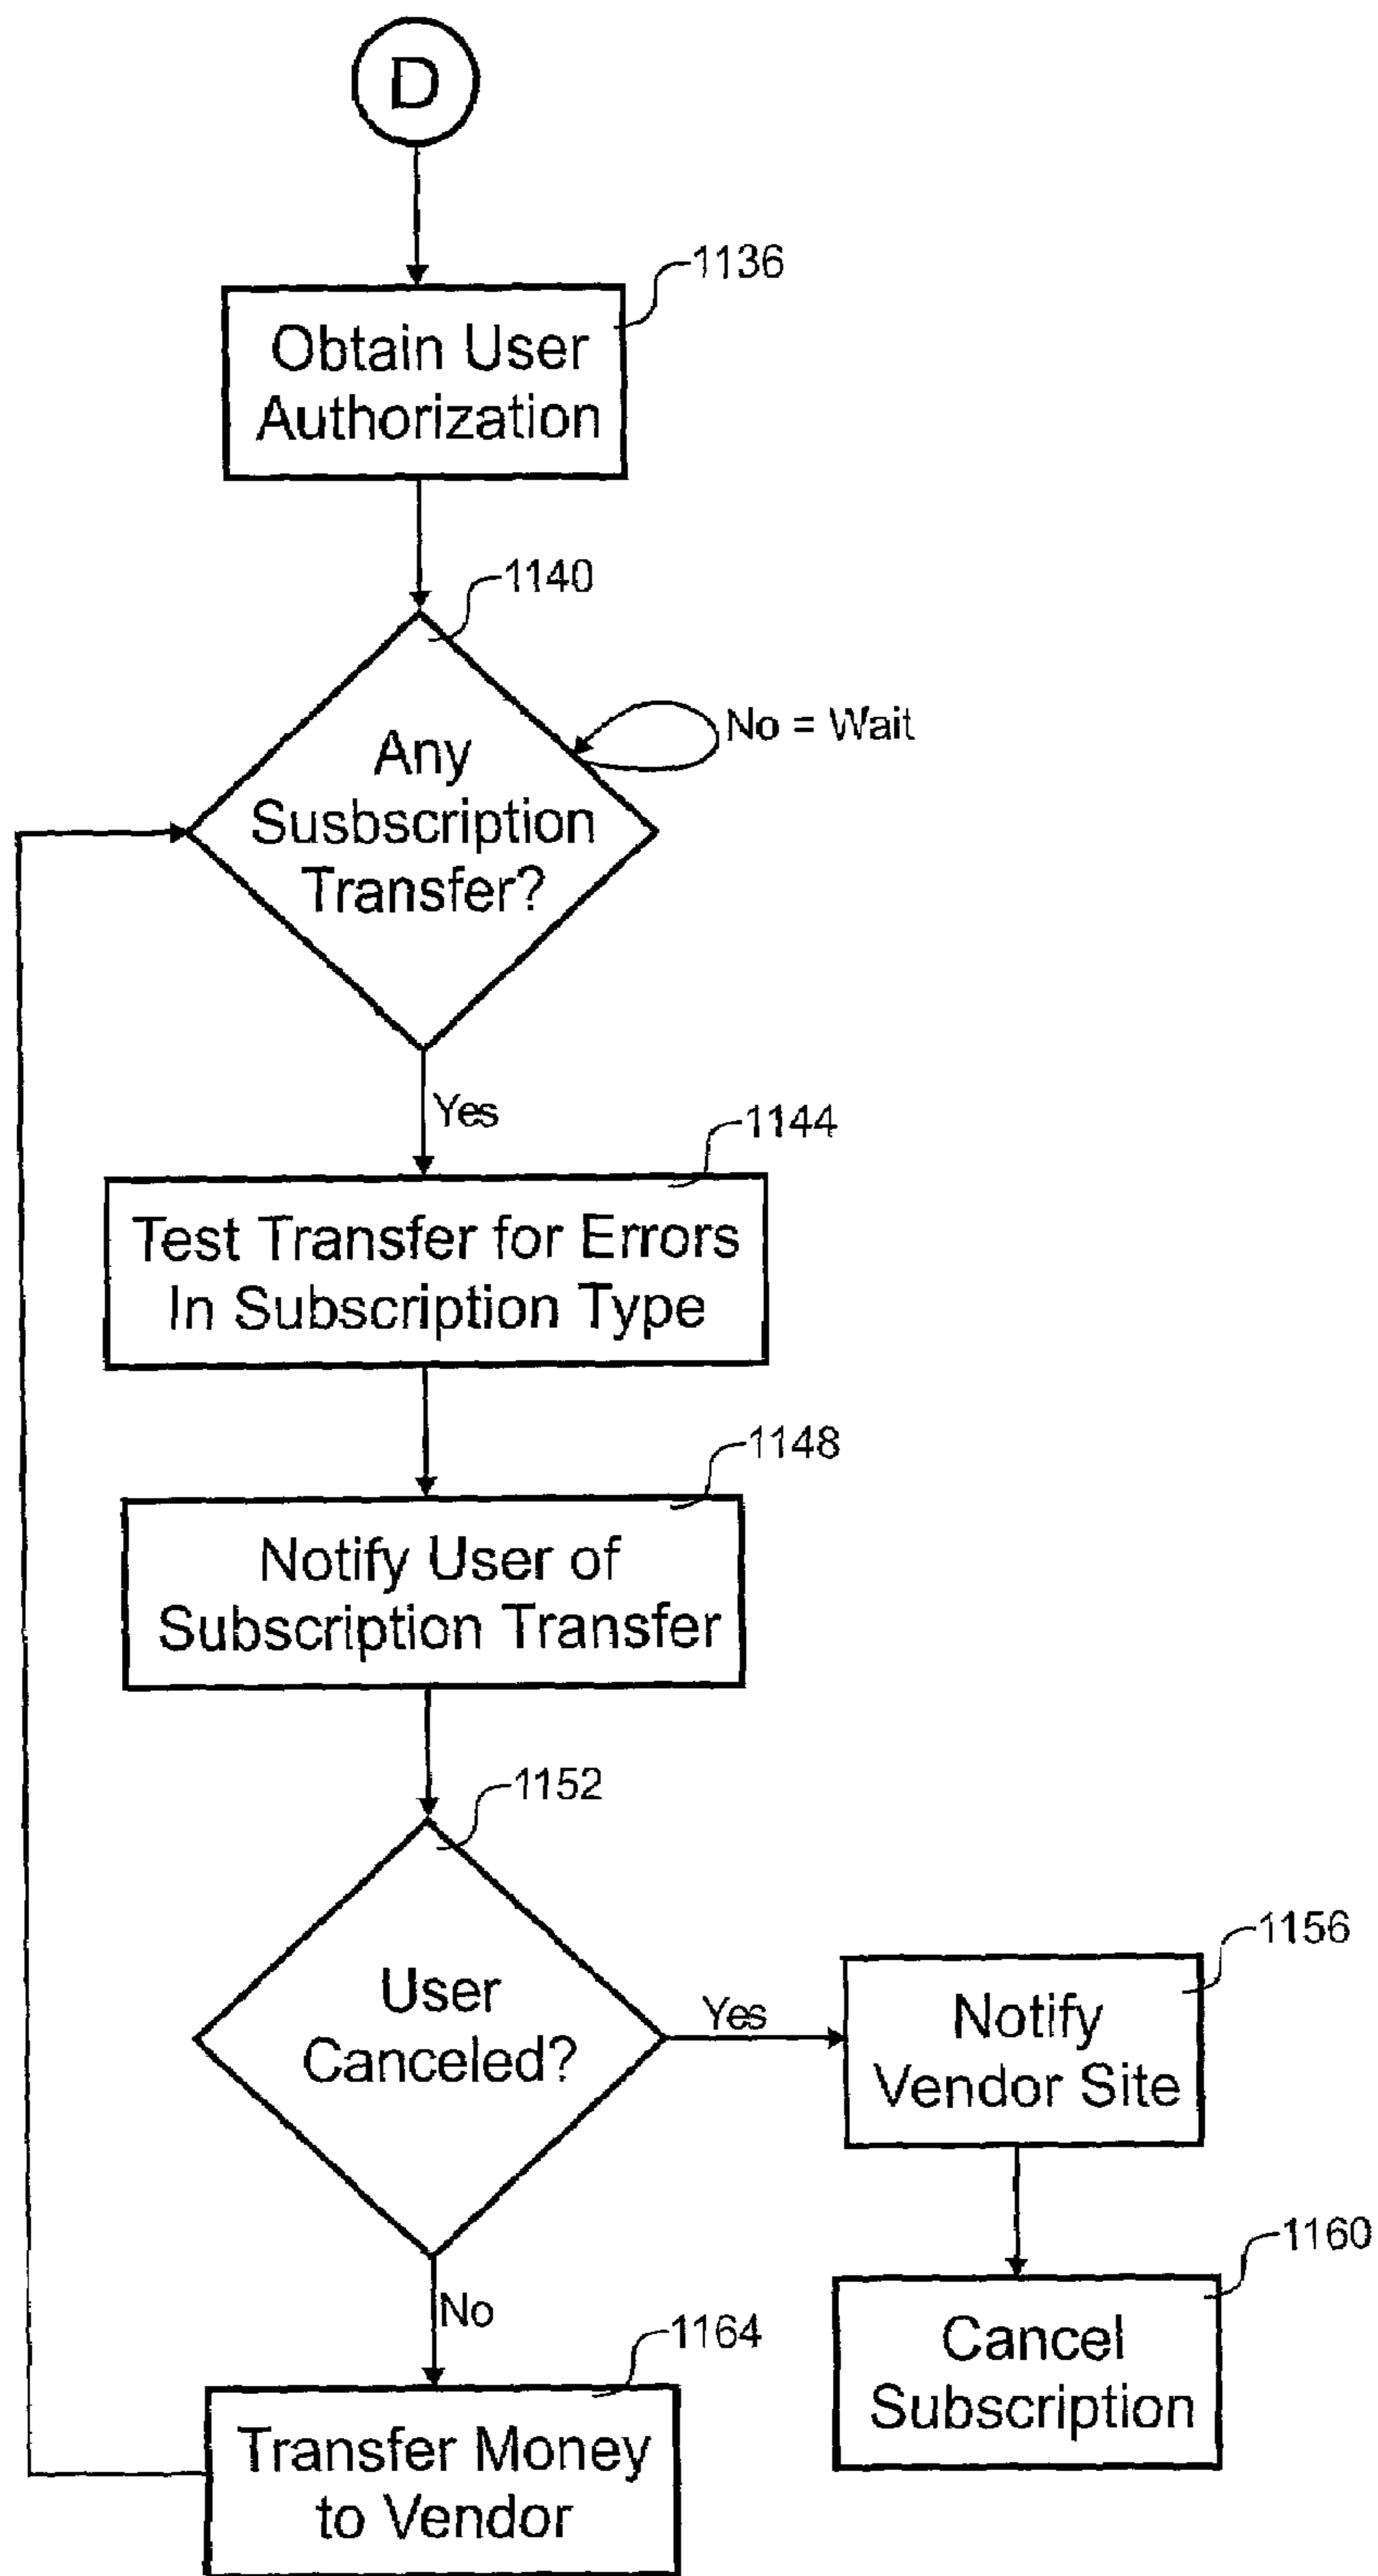 D
1136
Obtain User
Authorization
1140
No = Wait
Any
Susbscription
Transfer?
Yes
1144
Test Transfer for Errors
In Subscription Type
1148
Notify User of
Subscription Transfer
1152
User
Canceled?
Yes
1156
Notify
Vendor Site
No
1160
Cancel
Subscription
1164
Transfer Money
to Vendor